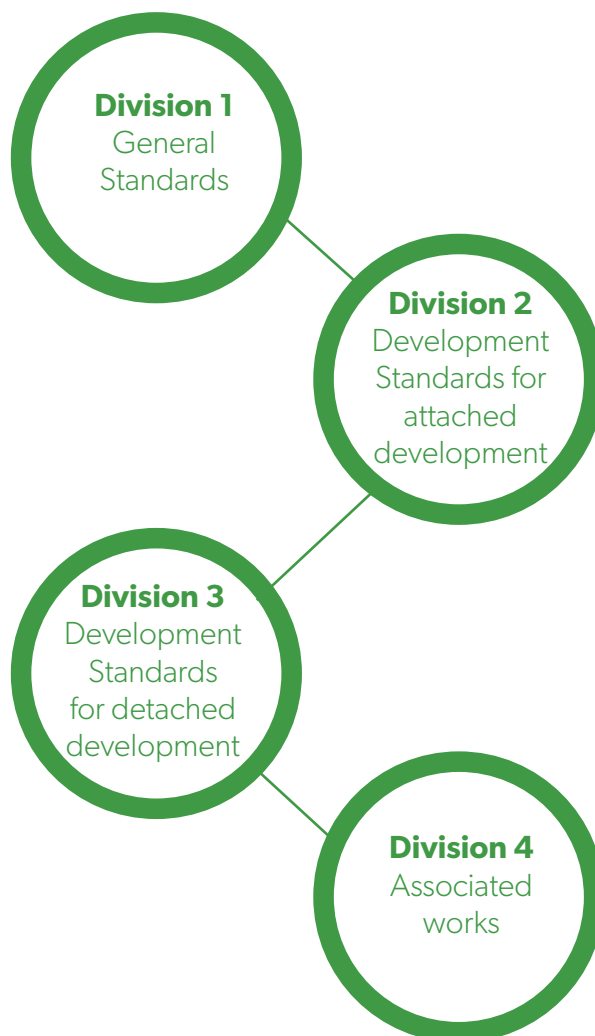 Division 1
General
Standards
Division 2
Development
Standards for
attached
development
Division 3
Development
Standards
for detached
development
Division 4
Associated
works